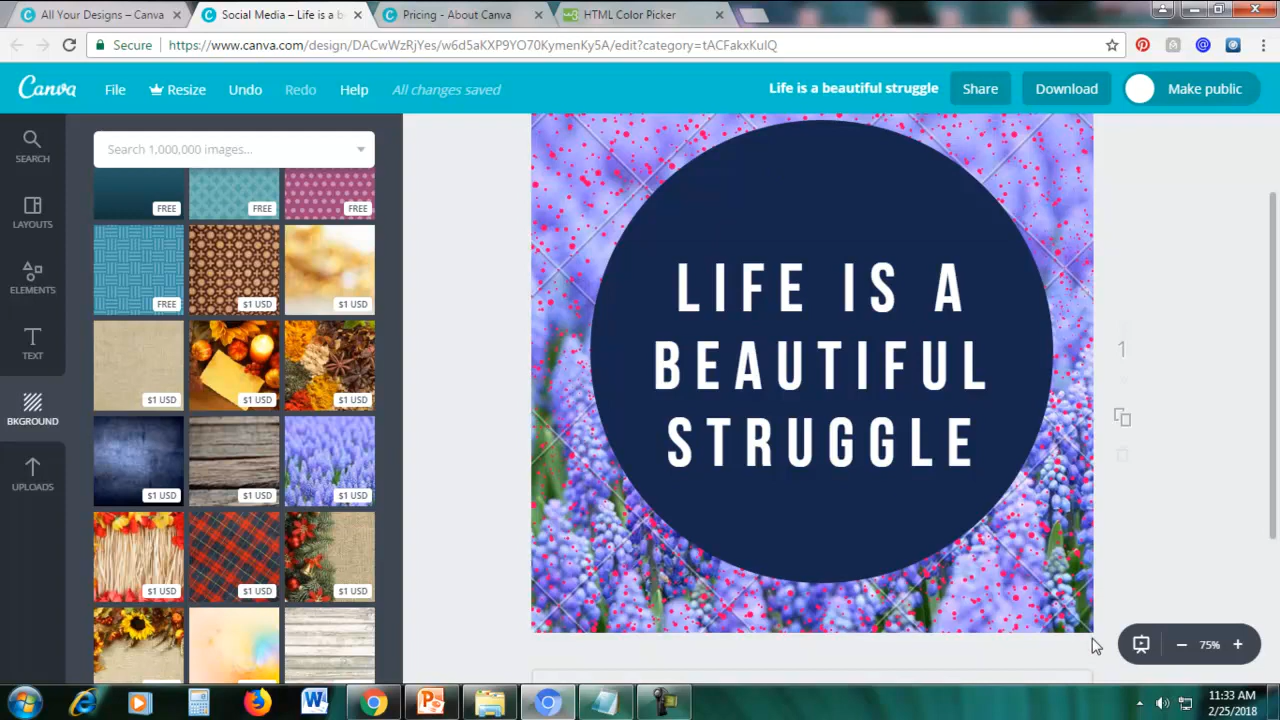 All Your Designs – Canva
Social Media – Life is a b
Pricing - About Canva
HTML Color Picker
Secure
https://www.canva.com/design/DACwWzRjYes/w6d5aKXP9YO70KymenKy5A/edit?category=tACFakxKuIQ
Canva
File
Resize
Undo
Redo
Help
All changes saved
Life is a beautiful struggle
Share
Download
Make public
SEARCH
LAYOUTS
ELEMENTS
TEXT
BKGROUND
UPLOADS
Search 1,000,000 images...
FREE
FREE
FREE
FREE
$1 USD
$1 USD
$1 USD
$1 USD
$1 USD
$1 USD
$1 USD
$1 USD
$1 USD
$1 USD
$1 USD
LIFE IS A
BEAUTIFUL
STRUGGLE
1
75%
11:33 AM
2/25/2018